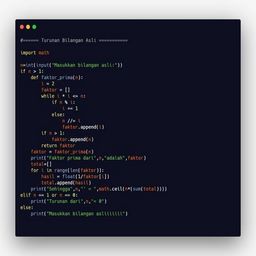 #====== Turunan Bilangan Asli ===========
import math
n=int(input("Masukkan bilangan asli:"))
if n > 1:
    def faktor_prima(n):
        i = 2
        faktor = []
        while i * i <= n:
            if n % i:
                i += 1
            else:
                n //= i
                faktor.append(i)
        if n > 1:
            faktor.append(n)
        return faktor
    faktor = faktor_prima(n)
    print("Faktor prima dari",n,"adalah",faktor)
    total=[]
    for i in range(len(faktor)):
        hasil = float(1/faktor[i])
        total.append(hasil)
    print("Sehingga",n,"' = ",math.ceil(n*(sum(total))))
elif n == 1 or n == 0:
    print("Turunan dari",n,"= 0")
else:
    print("Masukkan bilangan aslilllllll")